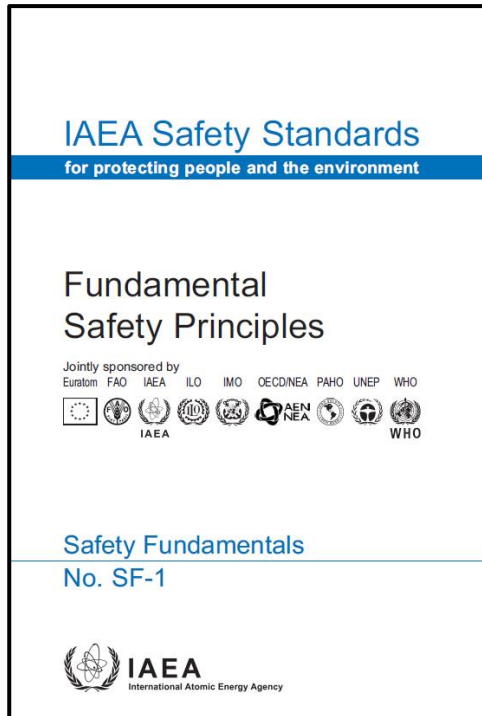 IAEA Safety Standards
for protecting people and the environment
Fundamental
Safety Principles
Jointly sponsored by
Euratom FAO IAEA ILO IMO OECD/NEA PAHO UNEP WHO
AEN
NEA
IAEA
WHO
Safety Fundamentals
No. SF-1
IAEA
International Atomic Energy Agency